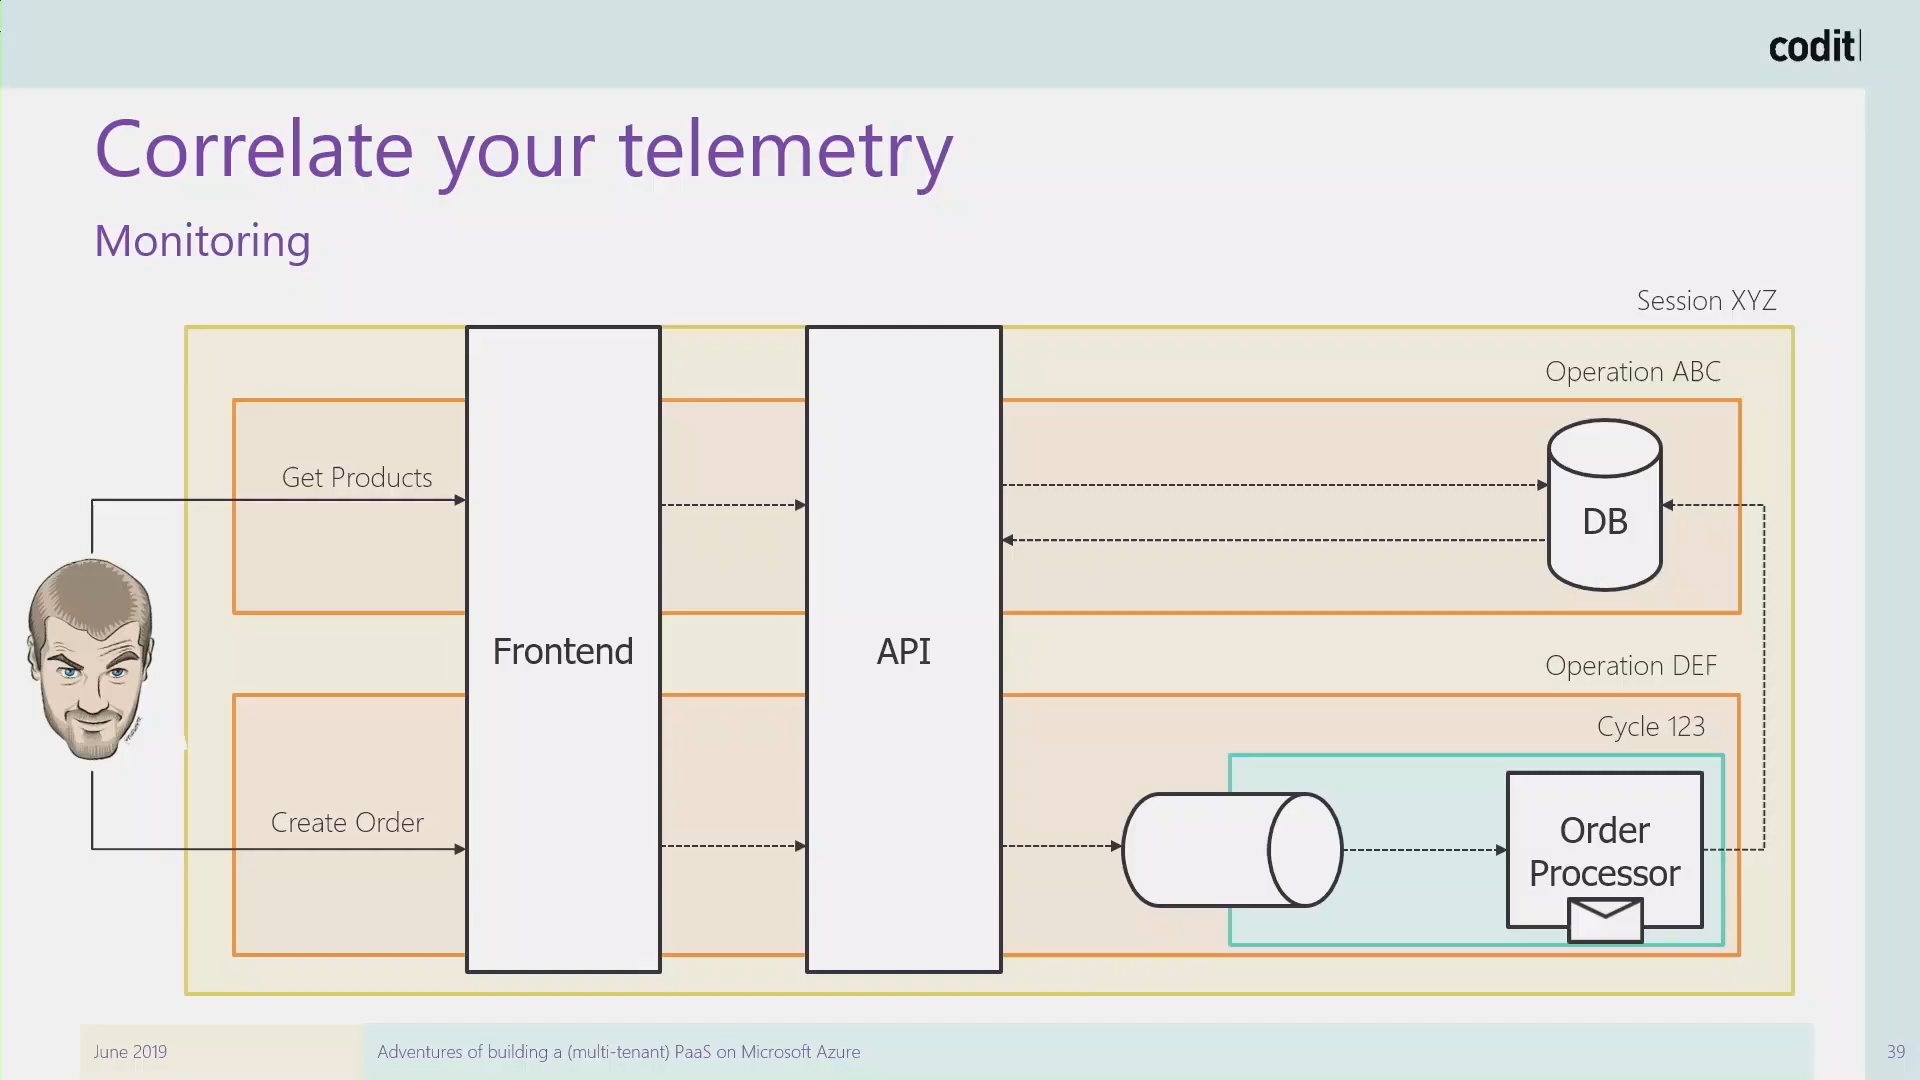 codit
Correlate your telemetry
Monitoring
Session XYZ
Operation ABC
Get Products
DB
Frontend
API
Operation DEF
Cycle 123
Create Order
Order
Processor
June 2019
Adventures of building a (multi-tenant) PaaS on Microsoft Azure
39